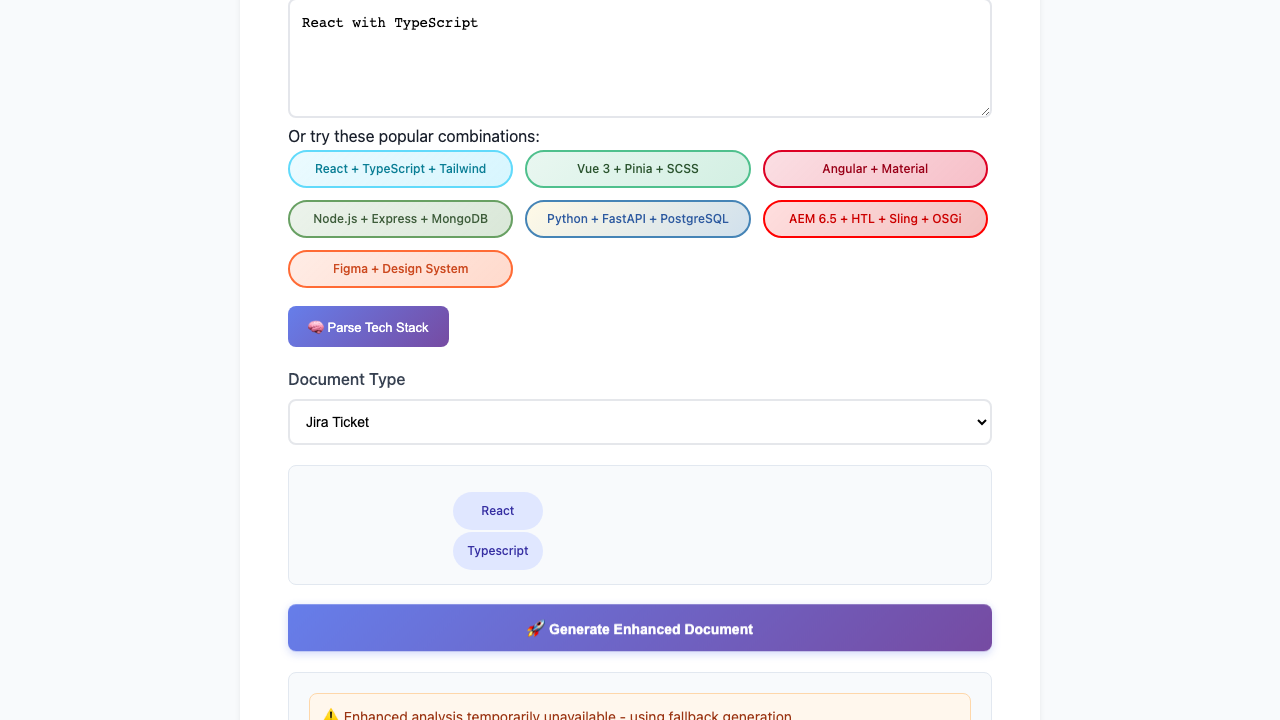 React with TypeScript
Or try these popular combinations:
React + TypeScript + Tailwind
Vue 3 + Pinia + SCSS
Angular + Material
Node.js + Express + MongoDB
Python + FastAPI + PostgreSQL
AEM 6.5 + HTL + Sling + OSGi
Figma + Design System
🧠 Parse Tech Stack
Document Type
Jira Ticket
React
Typescript
🚀 Generate Enhanced Document
⚠️ Enhanced analysis temporarily unavailable - using fallback generation